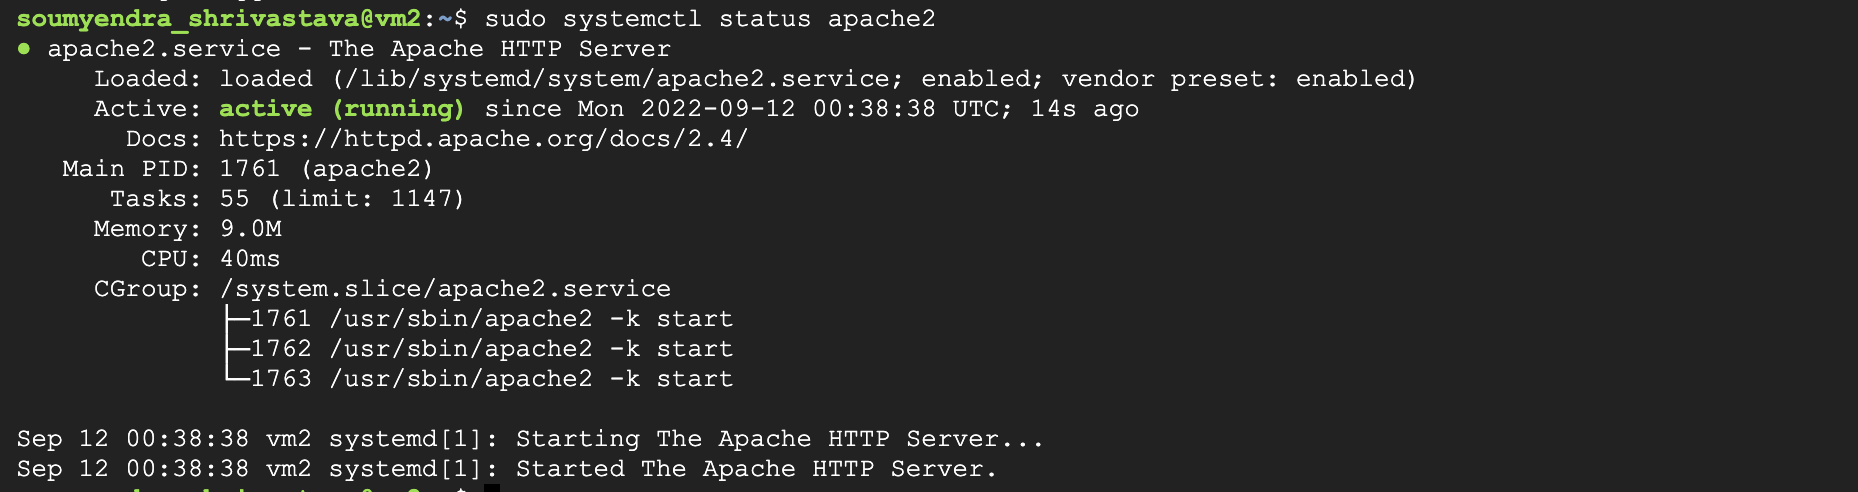 soumyendra_shrivastava@vm2:~$ sudo systemctl status apache2
● apache2.service - The Apache HTTP Server
     Loaded: loaded (/lib/systemd/system/apache2.service; enabled; vendor preset: enabled)
     Active: active (running) since Mon 2022-09-12 00:38:38 UTC; 14s ago
       Docs: https://httpd.apache.org/docs/2.4/
   Main PID: 1761 (apache2)
      Tasks: 55 (limit: 1147)
     Memory: 9.0M
        CPU: 40ms
     CGroup: /system.slice/apache2.service
             ├─1761 /usr/sbin/apache2 -k start
             ├─1762 /usr/sbin/apache2 -k start
             └─1763 /usr/sbin/apache2 -k start

Sep 12 00:38:38 vm2 systemd[1]: Starting The Apache HTTP Server...
Sep 12 00:38:38 vm2 systemd[1]: Started The Apache HTTP Server.